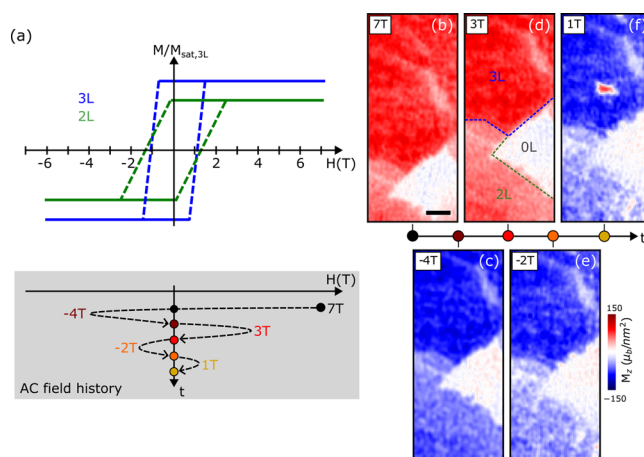 (a)
M/M_sat,3L
3L
2L
-6 -4 -2 0 2 4 6 H(T)
7T (b)
3T (d)
3L
0L
2L
1T (f)
t
H(T)
-4T
7T
3T
-2T
1T
AC field history
t
-4T (c)
-2T (e)
150
M_z (μ_b/nm²)
−150